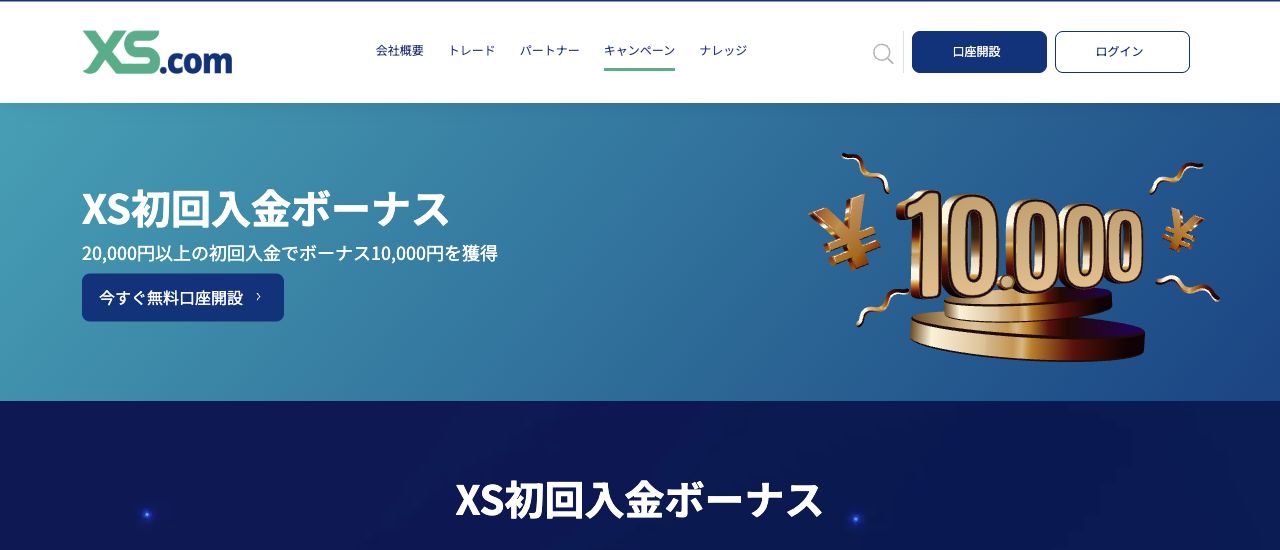 XS.com
会社概要 トレード パートナー キャンペーン ナレッジ
口座開設 ログイン
XS初回入金ボーナス
20,000円以上の初回入金でボーナス10,000円を獲得
今すぐ無料口座開設 〉
¥ 10.000 ¥
XS初回入金ボーナス